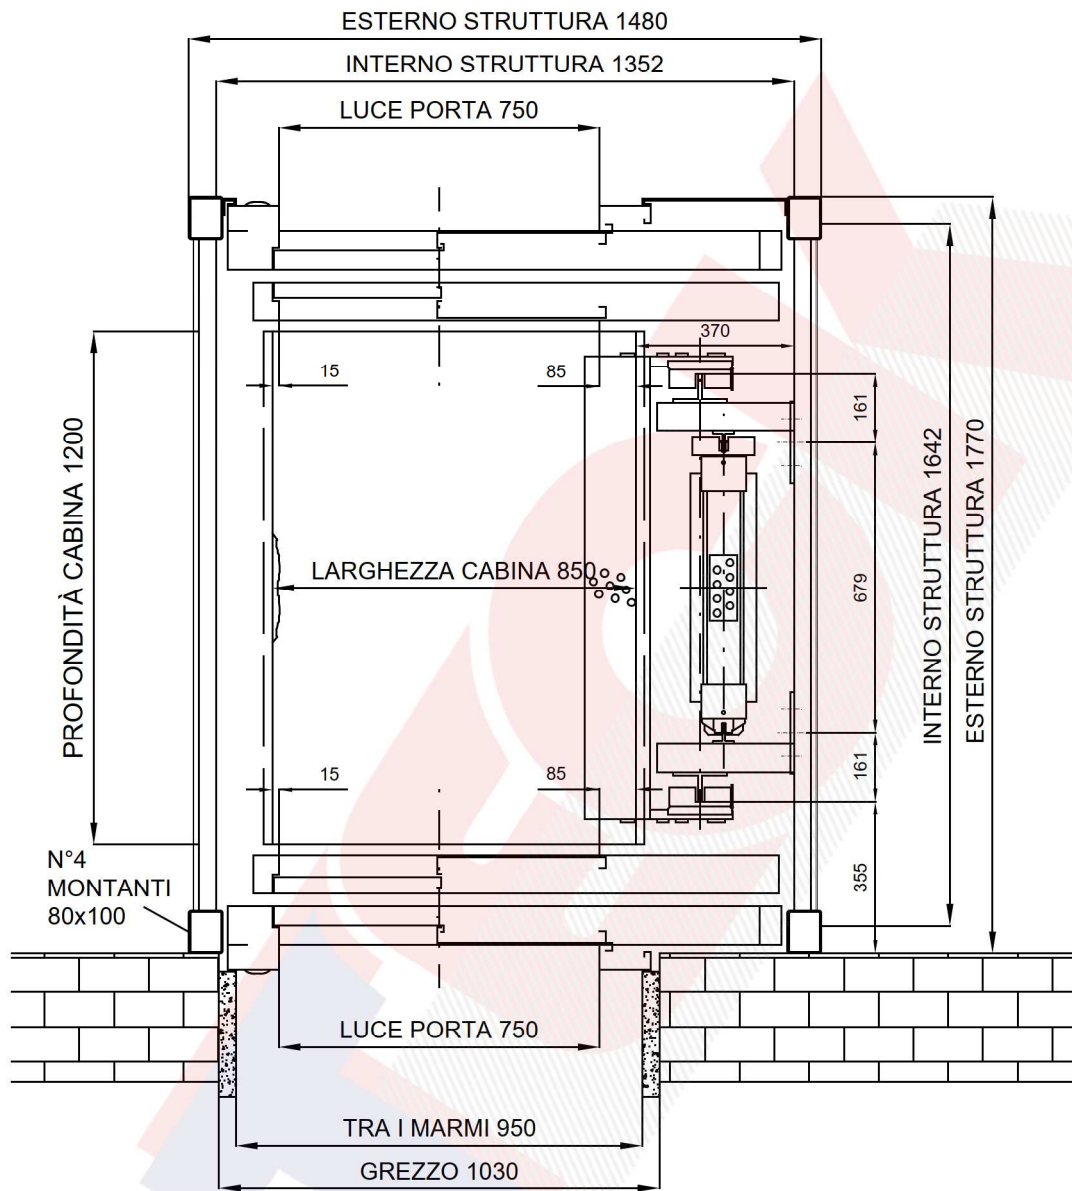 ESTERNO STRUTTURA 1480
INTERNO STRUTTURA 1352
LUCE PORTA 750
370
15
85
161
PROFONDITÀ CABINA 1200
LARGHEZZA CABINA 850
679
INTERNO STRUTTURA 1642
ESTERNO STRUTTURA 1770
15
85
161
355
N°4
MONTANTI
80x100
LUCE PORTA 750
TRA I MARMI 950
GREZZO 1030